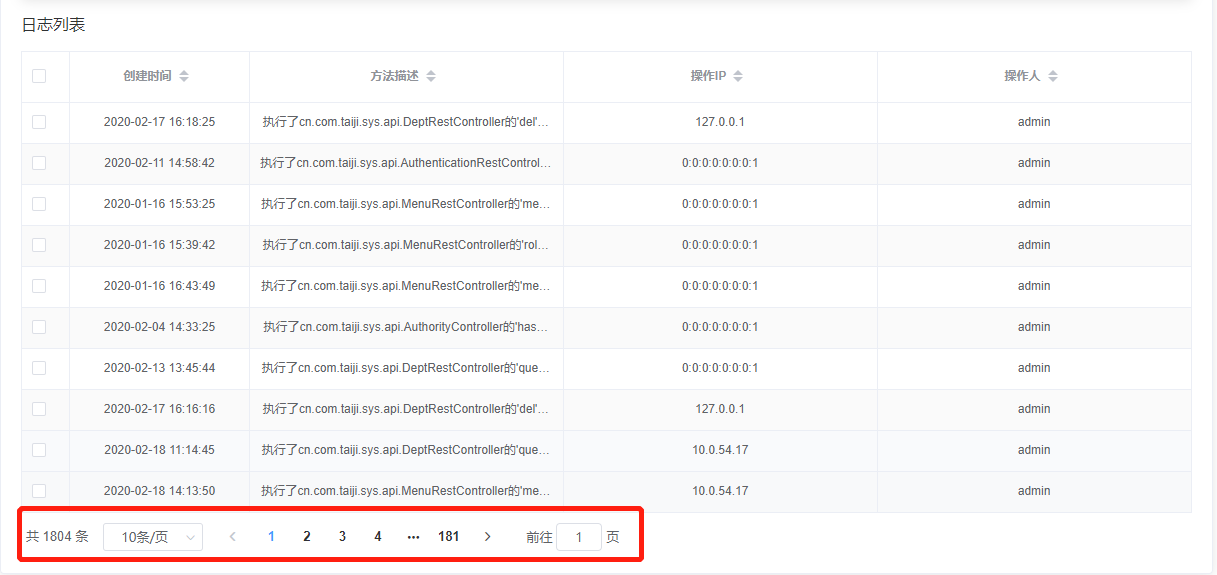 日志列表
创建时间 方法描述 操作IP 操作人
2020-02-17 16:18:25 执行了cn.com.taiji.sys.api.DeptRestController的'del'... 127.0.0.1 admin
2020-02-11 14:58:42 执行了cn.com.taiji.sys.api.AuthenticationRestControl... 0:0:0:0:0:0:0:1 admin
2020-01-16 15:53:25 执行了cn.com.taiji.sys.api.MenuRestController的'me... 0:0:0:0:0:0:0:1 admin
2020-01-16 15:39:42 执行了cn.com.taiji.sys.api.MenuRestController的'rol... 0:0:0:0:0:0:0:1 admin
2020-01-16 16:43:49 执行了cn.com.taiji.sys.api.MenuRestController的'me... 0:0:0:0:0:0:0:1 admin
2020-02-04 14:33:25 执行了cn.com.taiji.sys.api.AuthorityController的'has... 0:0:0:0:0:0:0:1 admin
2020-02-13 13:45:44 执行了cn.com.taiji.sys.api.DeptRestController的'que... 0:0:0:0:0:0:0:1 admin
2020-02-17 16:16:16 执行了cn.com.taiji.sys.api.DeptRestController的'del'... 127.0.0.1 admin
2020-02-18 11:14:45 执行了cn.com.taiji.sys.api.DeptRestController的'que... 10.0.54.17 admin
2020-02-18 14:13:50 执行了cn.com.taiji.sys.api.MenuRestController的'me... 10.0.54.17 admin
共 1804 条 10条/页 < 1 2 3 4 ••• 181 > 前往 1 页